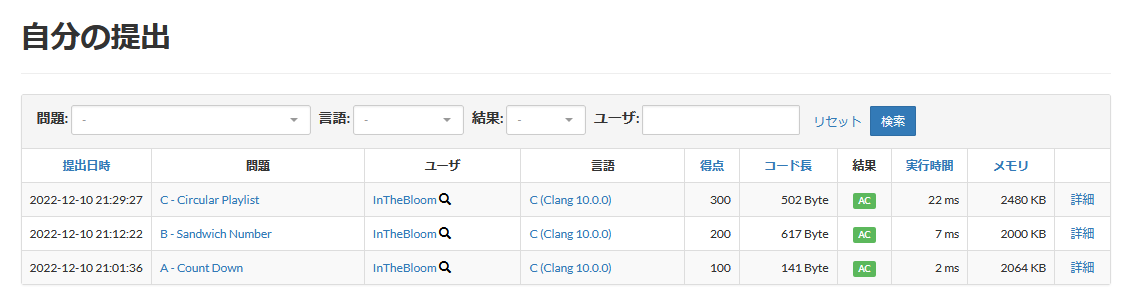 自分の提出
問題: - 言語: - 結果: - ユーザ: リセット 検索
提出日時 問題 ユーザ 言語 得点 コード長 結果 実行時間 メモリ
2022-12-10 21:29:27 C - Circular Playlist InTheBloom C (Clang 10.0.0) 300 502 Byte AC 22 ms 2480 KB 詳細
2022-12-10 21:12:22 B - Sandwich Number InTheBloom C (Clang 10.0.0) 200 617 Byte AC 7 ms 2000 KB 詳細
2022-12-10 21:01:36 A - Count Down InTheBloom C (Clang 10.0.0) 100 141 Byte AC 2 ms 2064 KB 詳細